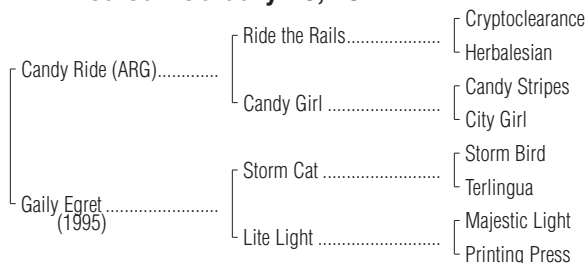 Cryptoclearance
Ride the Rails
Herbalesian
Candy Ride (ARG)
Candy Stripes
Candy Girl
City Girl
Storm Bird
Storm Cat
Terlingua
Gaily Egret
(1995)
Majestic Light
Lite Light
Printing Press